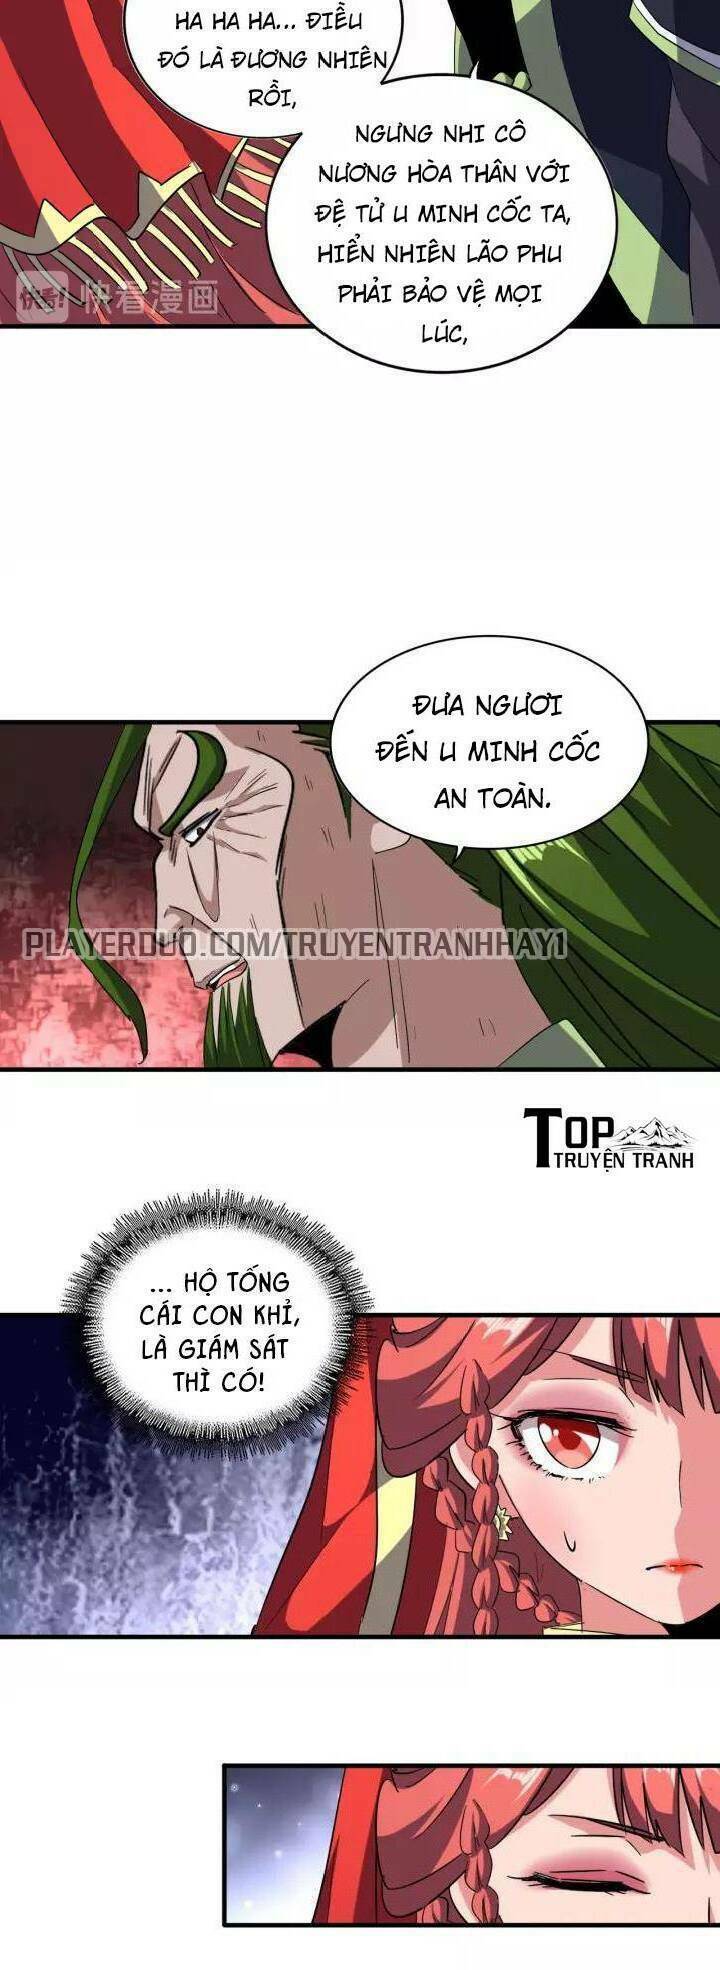 HA HA HA... ĐIỀU
ĐÓ LÀ ĐƯƠNG NHIÊN
RỒI,
NGƯNG NHI CÔ
NƯƠNG HÒA THÂN VỚI
ĐỆ TỬ U MINH CỐC TA,
HIỂN NHIÊN LÃO PHU
PHẢI BẢO VỆ MỌI
LÚC,
快看! 快看漫画
ĐƯA NGƯƠI
ĐẾN U MINH CỐC
AN TOÀN.
PLAYERDUO.COM/TRUYENTRANHHAY1
TOP
TRUYỆN TRANH
... HỘ TỐNG
CÁI CON KHỈ,
LÀ GIÁM SÁT
THÌ CÓ!